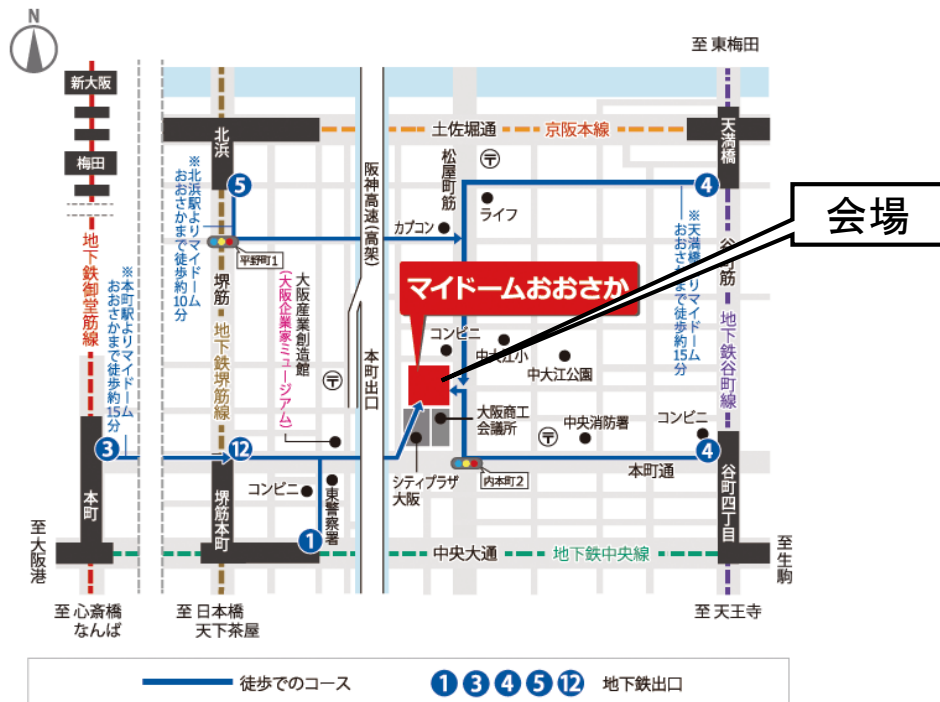 N
至 東梅田
新大阪
梅田
北浜
土佐堀通
京阪本線
天満橋
阪神高速(高架)
松屋町筋
〒
5
4
ライフ
カプコン
※北浜駅よりマイドーム
おおさかまで徒歩約10分
平野町1
※天満橋よりマイドーム
おおさかまで徒歩約15分
谷町筋
会場
地下鉄御堂筋線
※本町駅よりマイドーム
おおさかまで徒歩約15分
堺筋
地下鉄堺筋線
大阪産業創造館
(大阪企業家ミュージアム)
〒
本町出口
マイドームおおさか
コンビニ
中大江小
中大江公園
地下鉄谷町線
大阪商工
会議所
〒
中央消防署
コンビニ
3
12
4
本町通
シティプラザ
大阪
内本町2
コンビニ
東警察署
本町
堺筋本町
谷町四丁目
1
至大阪港
中央大通
地下鉄中央線
至生駒
至 心斎橋
なんば
至 日本橋
天下茶屋
至 天王寺
徒歩でのコース
1 3 4 5 12 地下鉄出口